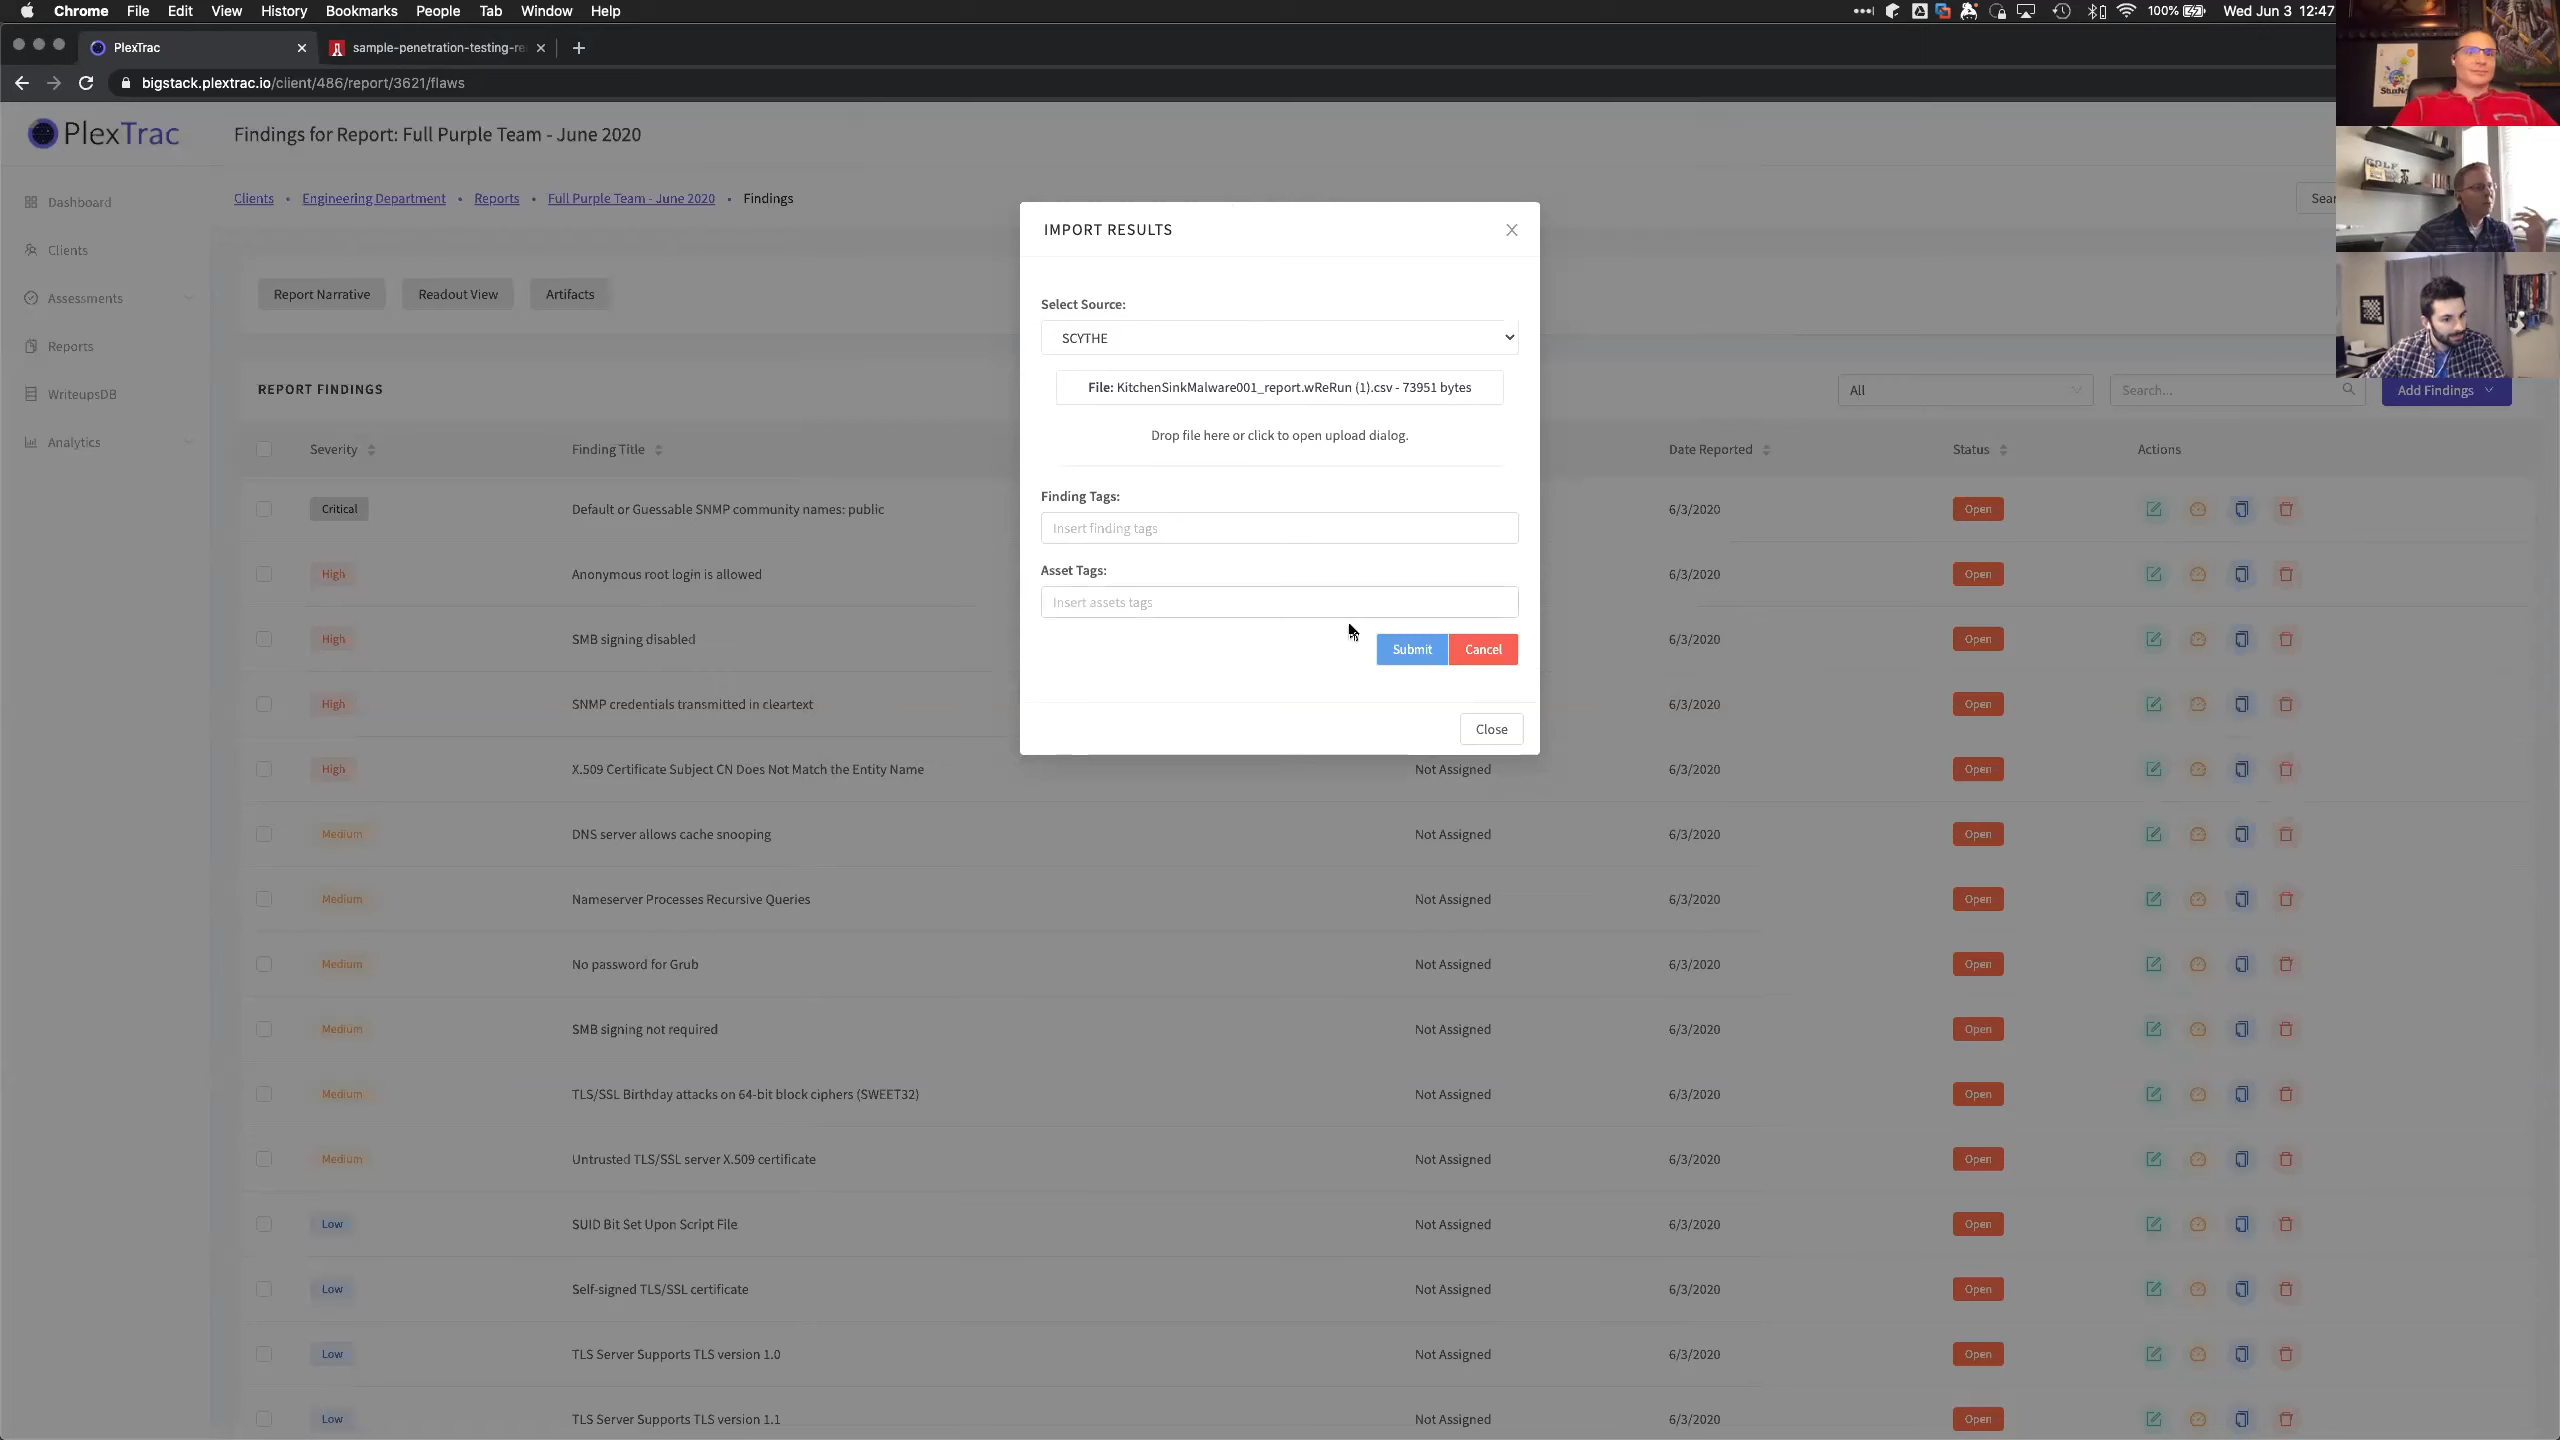 Chrome File Edit View History Bookmarks People Tab Window Help 100% Wed Jun 3 12:47
PlexTrac sample-penetration-testing-re
bigstack.plextrac.io/client/486/report/3621/flaws
PlexTrac Findings for Report: Full Purple Team - June 2020
Clients • Engineering Department • Reports • Full Purple Team - June 2020 • Findings
Dashboard
Clients
Assessments
Reports
WriteupsDB
Analytics
Report Narrative Readout View Artifacts
REPORT FINDINGS All Search... Add Findings
Severity Finding Title Date Reported Status Actions
Critical Default or Guessable SNMP community names: public 6/3/2020 Open
High Anonymous root login is allowed 6/3/2020 Open
High SMB signing disabled 6/3/2020 Open
High SNMP credentials transmitted in cleartext 6/3/2020 Open
High X.509 Certificate Subject CN Does Not Match the Entity Name Not Assigned 6/3/2020 Open
Medium DNS server allows cache snooping Not Assigned 6/3/2020 Open
Medium Nameserver Processes Recursive Queries Not Assigned 6/3/2020 Open
Medium No password for Grub Not Assigned 6/3/2020 Open
Medium SMB signing not required Not Assigned 6/3/2020 Open
Medium TLS/SSL Birthday attacks on 64-bit block ciphers (SWEET32) Not Assigned 6/3/2020 Open
Medium Untrusted TLS/SSL server X.509 certificate Not Assigned 6/3/2020 Open
Low SUID Bit Set Upon Script File Not Assigned 6/3/2020 Open
Low Self-signed TLS/SSL certificate Not Assigned 6/3/2020 Open
Low TLS Server Supports TLS version 1.0 Not Assigned 6/3/2020 Open
Low TLS Server Supports TLS version 1.1 Not Assigned 6/3/2020 Open
IMPORT RESULTS
Select Source:
SCYTHE
File: KitchenSinkMalware001_report.wReRun (1).csv - 73951 bytes
Drop file here or click to open upload dialog.
Finding Tags:
Insert finding tags
Asset Tags:
Insert assets tags
Submit Cancel
Close
GOLF